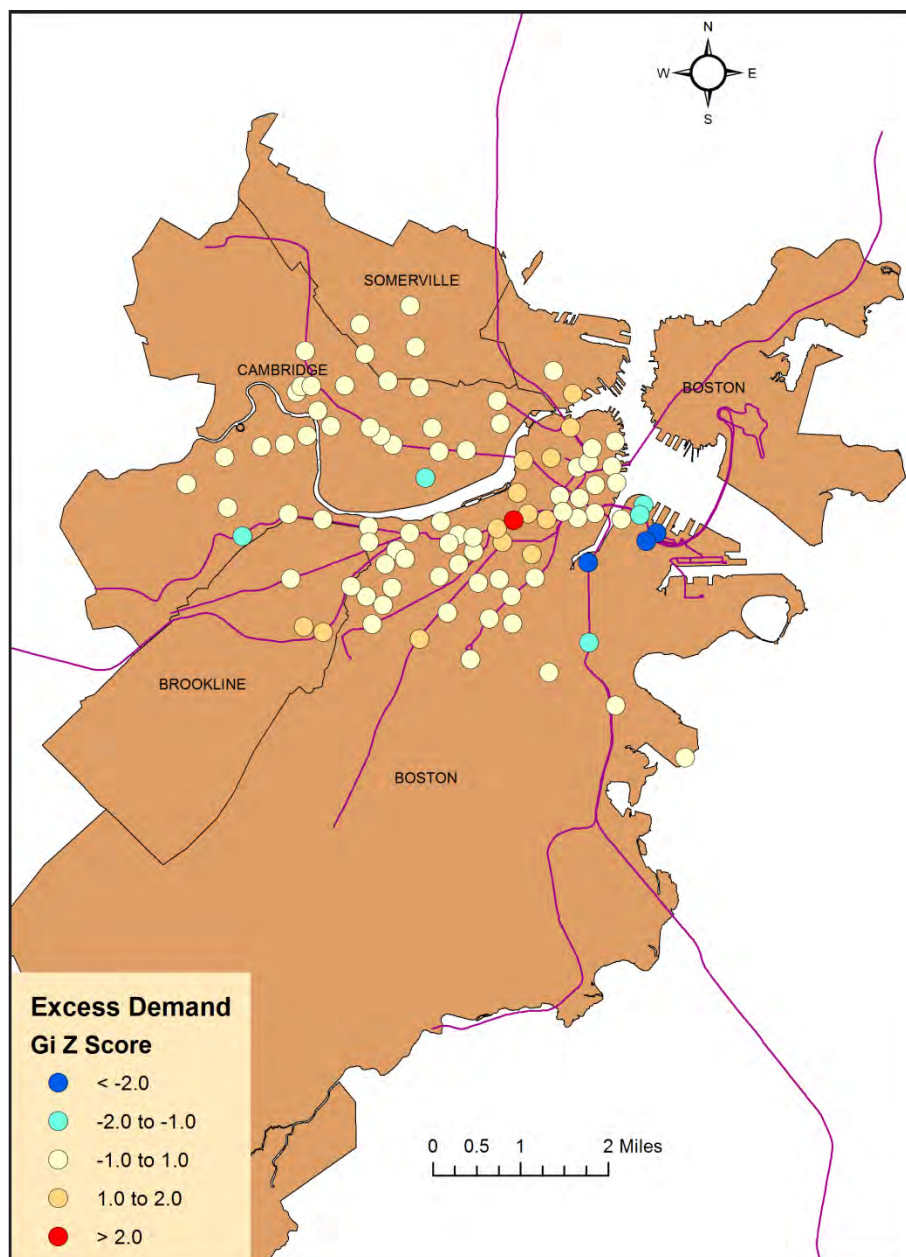 N
W E
S
SOMERVILLE
CAMBRIDGE
BOSTON
BROOKLINE
BOSTON
Excess Demand
Gi Z Score
< -2.0
-2.0 to -1.0
-1.0 to 1.0
1.0 to 2.0
> 2.0
0 0.5 1 2 Miles